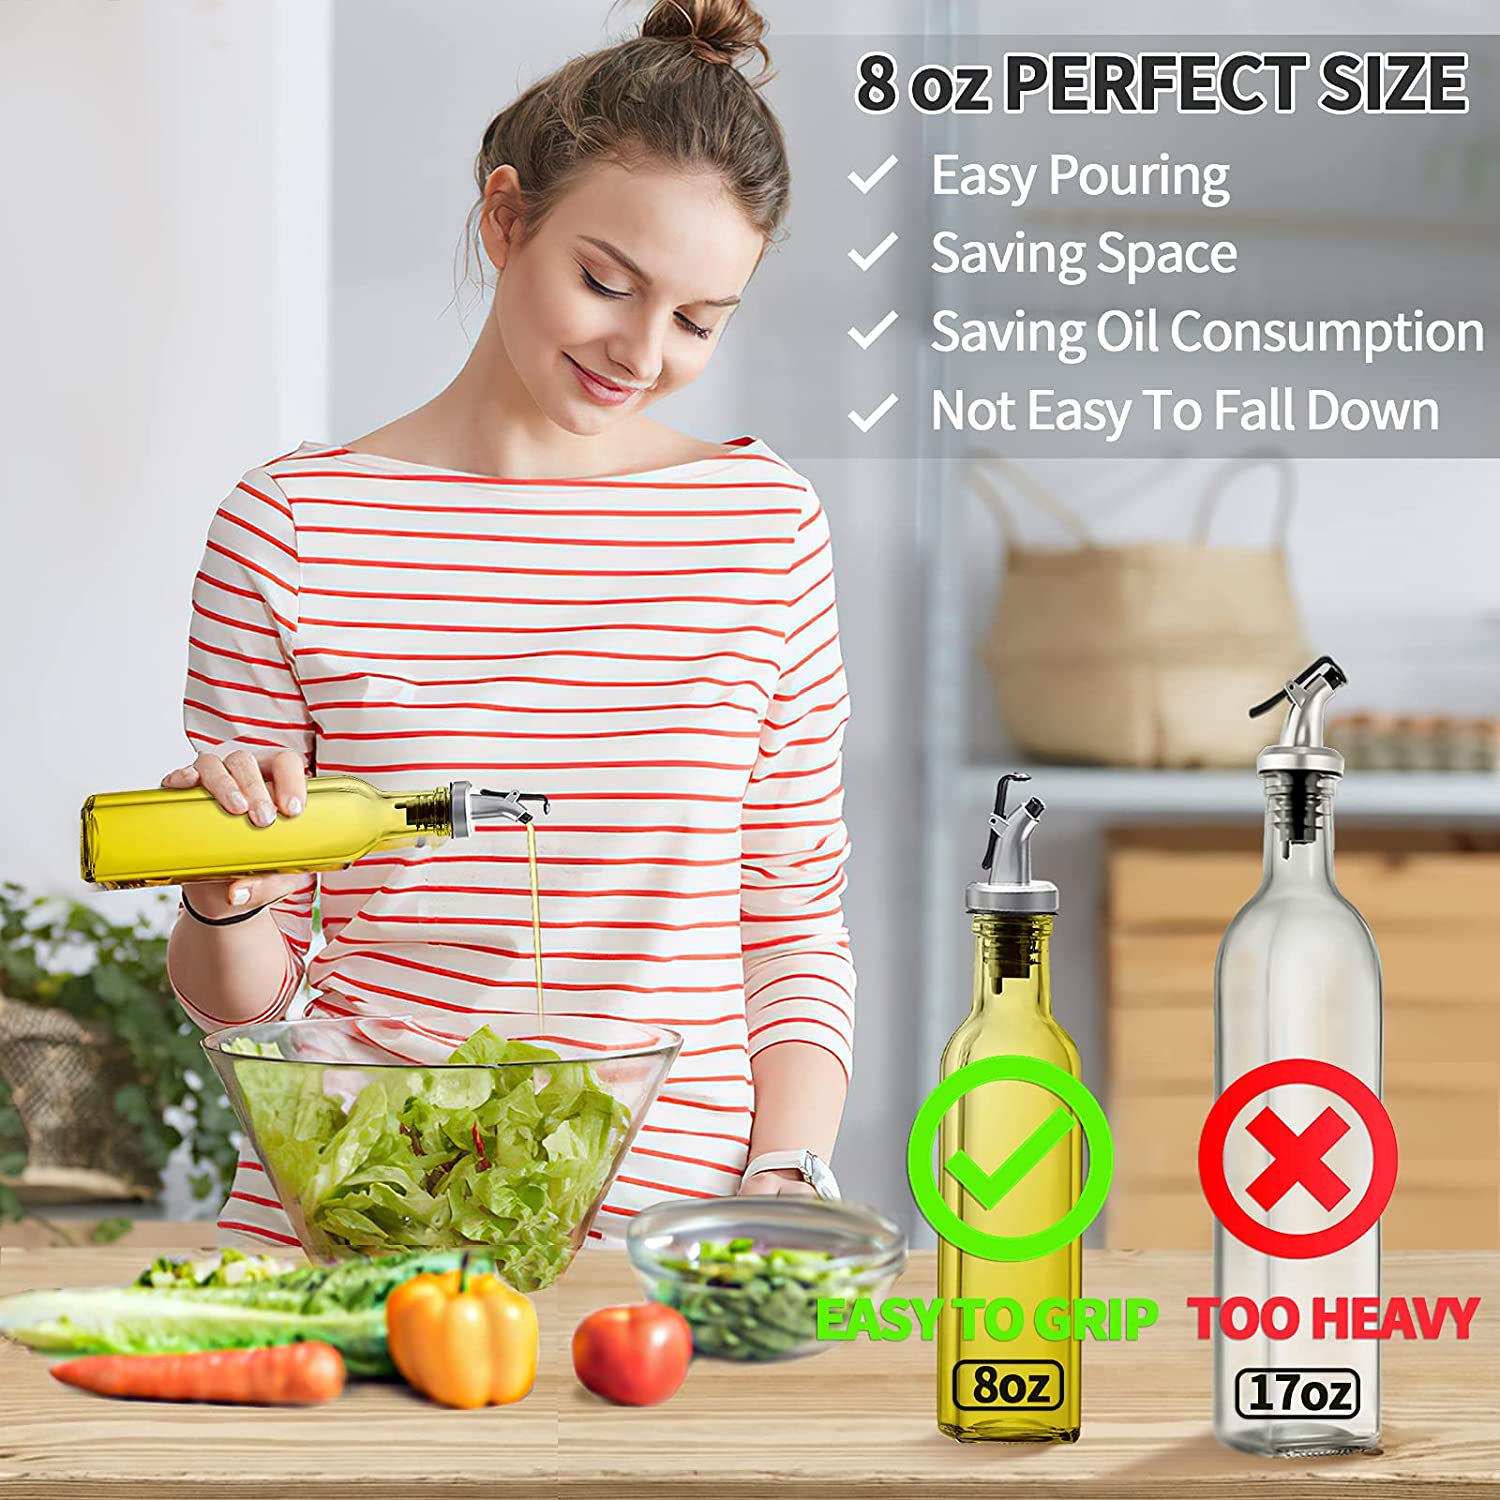 8 oz PERFECT SIZE
Easy Pouring
Saving Space
Saving Oil Consumption
Not Easy To Fall Down
EASY TO GRIP
TOO HEAVY
8oz
17oz